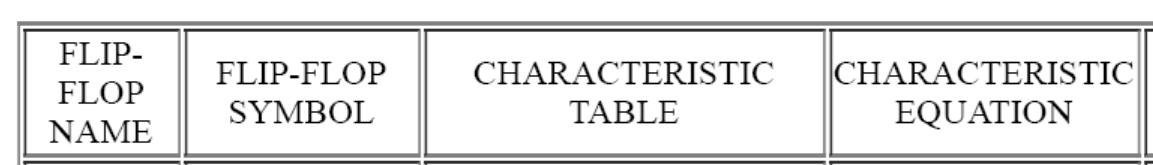 FLIP-
FLOP
NAME
FLIP-FLOP
SYMBOL
CHARACTERISTIC
TABLE
CHARACTERISTIC
EQUATION